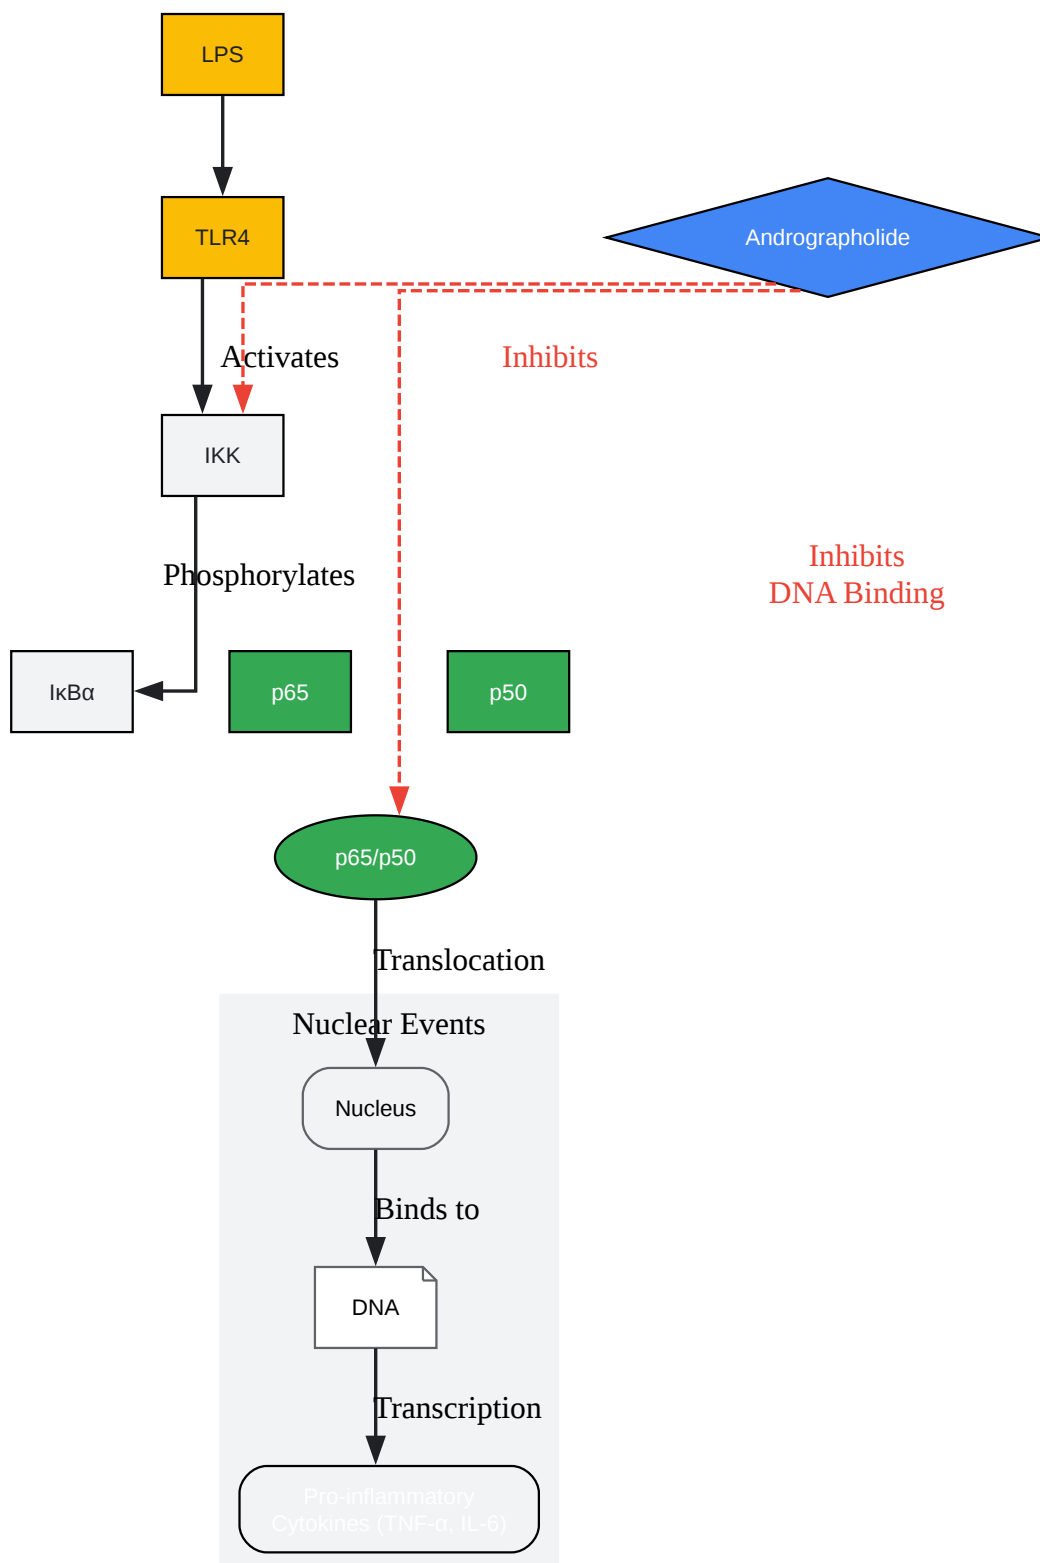 LPS
TLR4
Andrographolide
Activates
Inhibits
IKK
Inhibits
DNA Binding
Phosphorylates
IκBα
p65
p50
p65/p50
Translocation
Nuclear Events
Nucleus
Binds to
DNA
Transcription
Pro-inflammatory
Cytokines (TNF-α, IL-6)